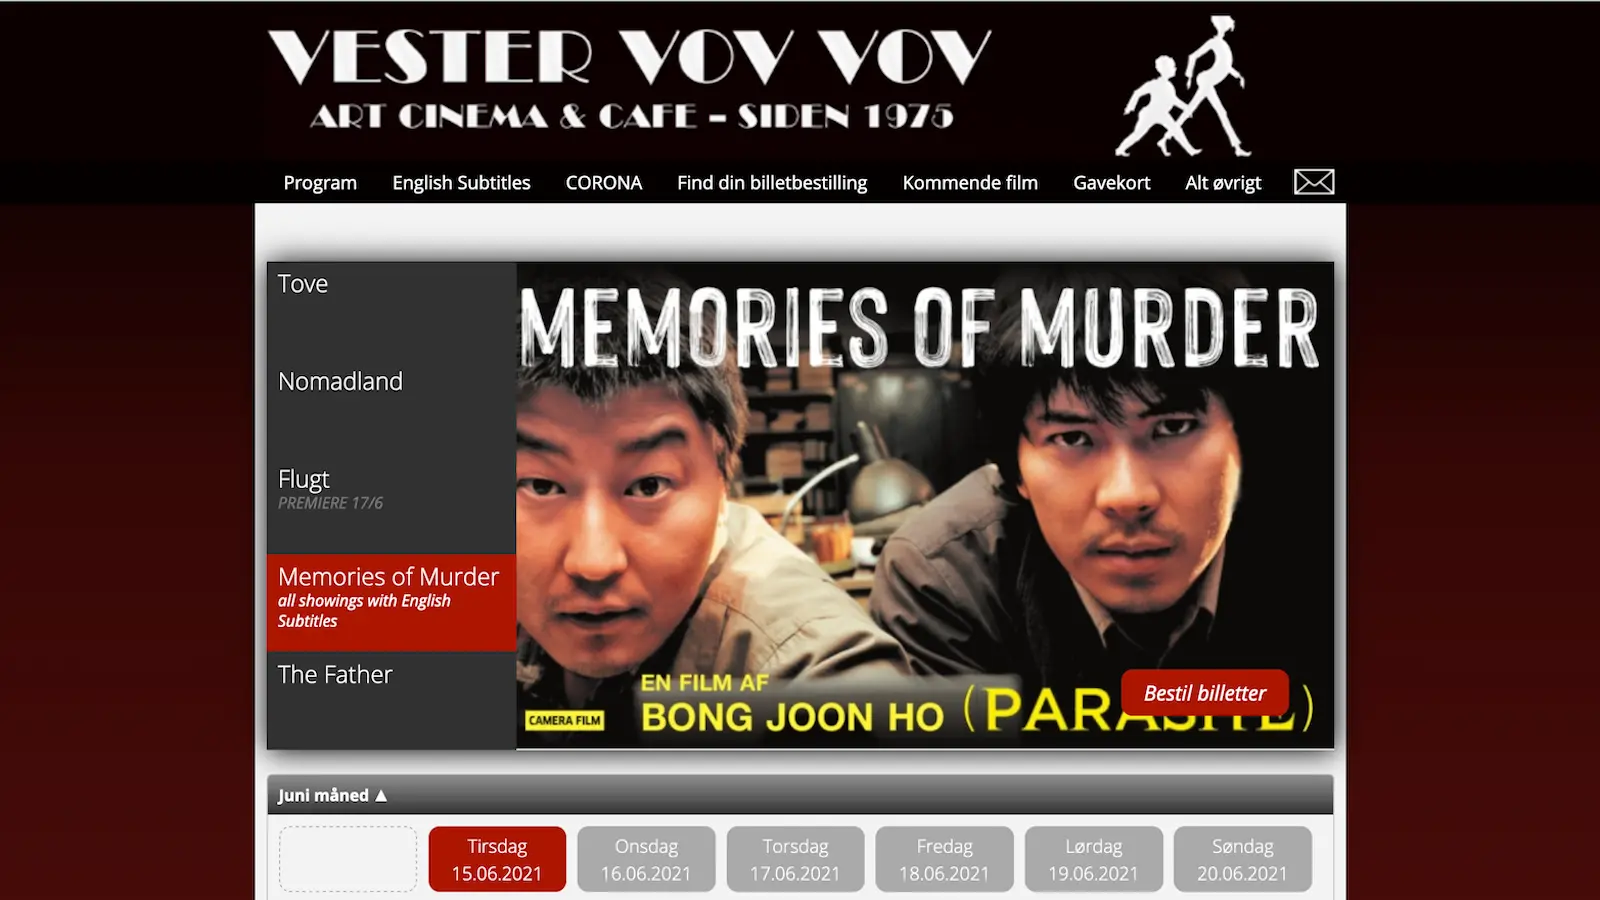 VESTER VOV VOV
ART CINEMA & CAFE - SIDEN 1975
Program English Subtitles CORONA Find din billetbestilling Kommende film Gavekort Alt øvrigt
Tove
Nomadland
Flugt
PREMIERE 17/6
Memories of Murder
all showings with English
Subtitles
The Father
MEMORIES OF MURDER
EN FILM AF
BONG JOON HO (PARASITE)
CAMERA FILM
Bestil billetter
Juni måned ▲
Tirsdag
15.06.2021
Onsdag
16.06.2021
Torsdag
17.06.2021
Fredag
18.06.2021
Lørdag
19.06.2021
Søndag
20.06.2021